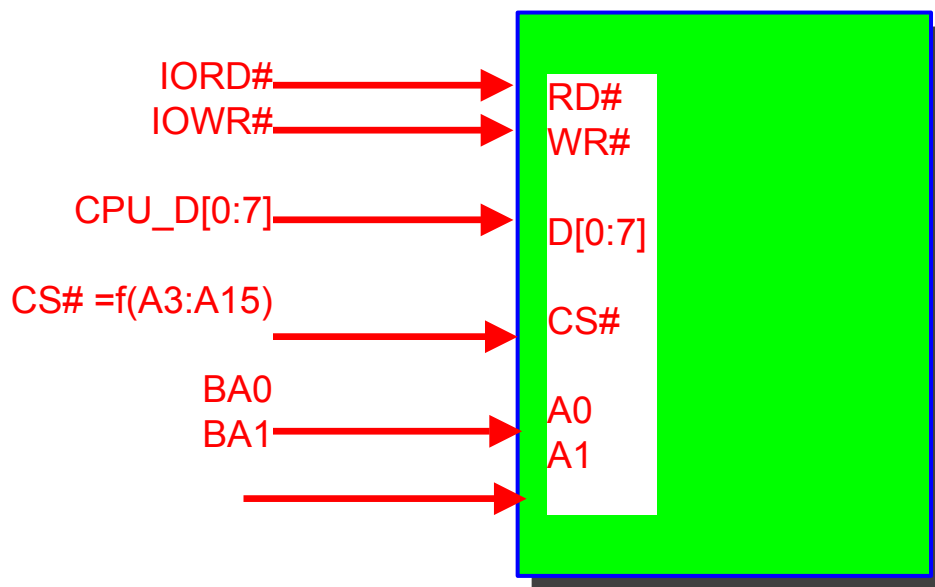 IORD#
IOWR#
CPU_D[0:7]
CS# =f(A3:A15)
BA0
BA1
RD#
WR#
D[0:7]
CS#
A0
A1